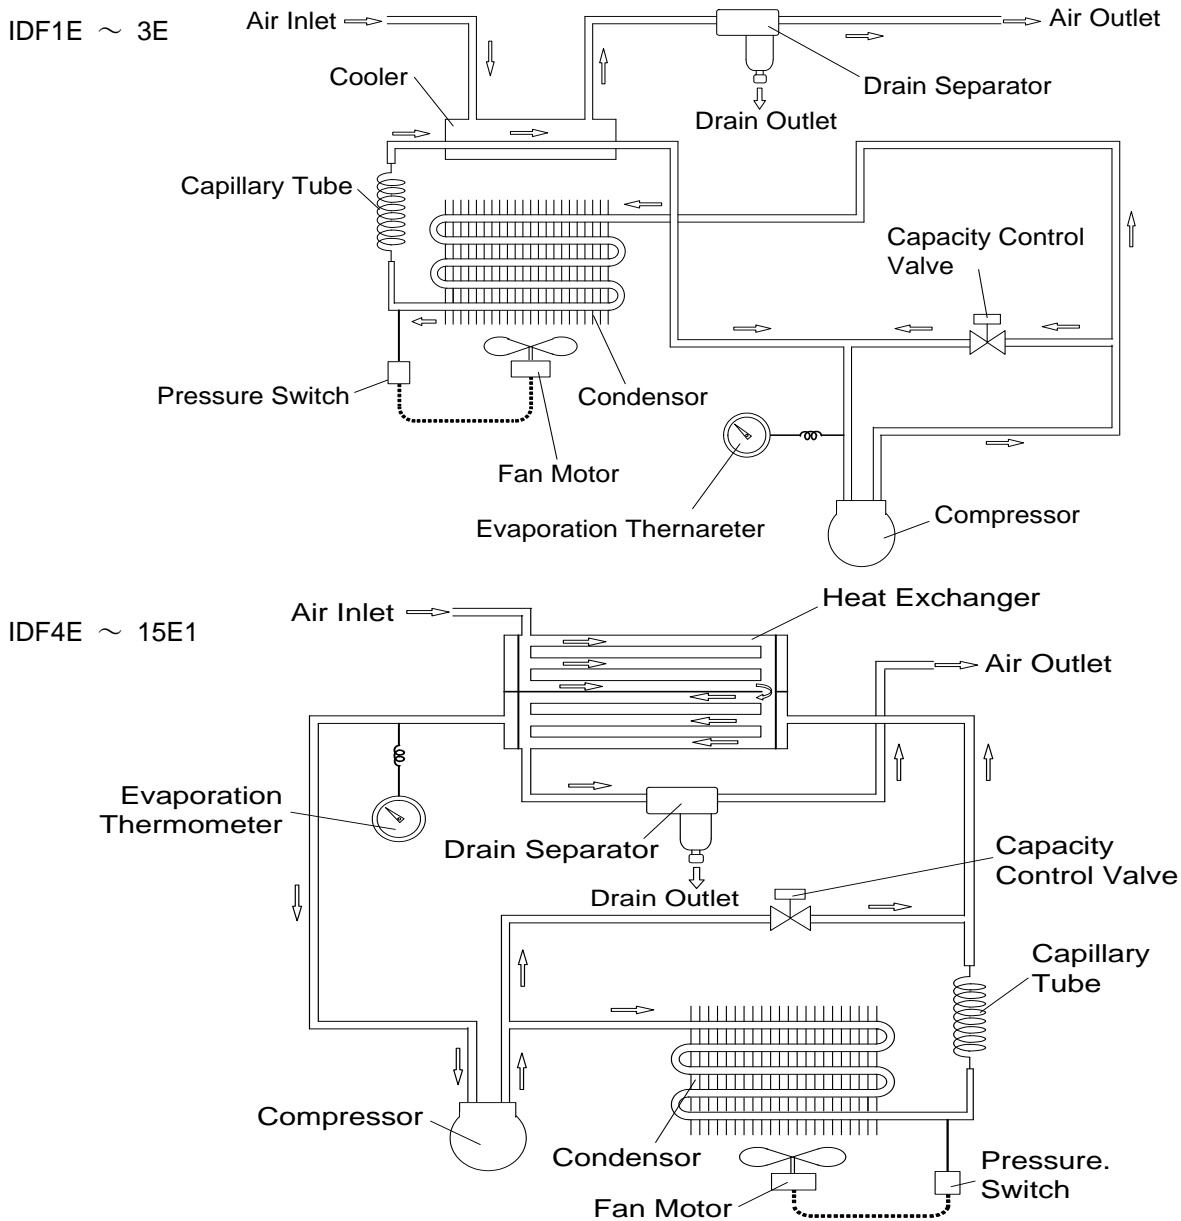 IDF1E ～ 3E
Air Inlet
Air Outlet
Cooler
Drain Separator
Drain Outlet
Capillary Tube
Capacity Control
Valve
Pressure Switch
Condensor
Fan Motor
Evaporation Thernareter
Compressor
IDF4E ～ 15E1
Air Inlet
Heat Exchanger
Air Outlet
Evaporation
Thermometer
Drain Separator
Drain Outlet
Capacity
Control Valve
Capillary
Tube
Compressor
Condensor
Fan Motor
Pressure.
Switch